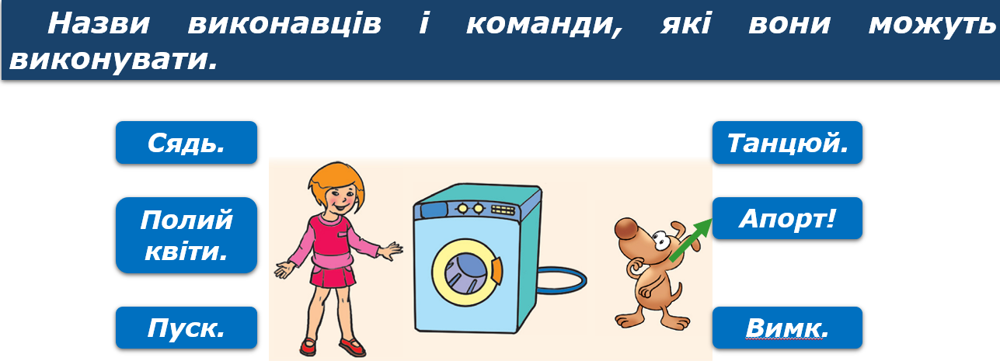 Назви виконавців і команди, які вони можуть
виконувати.
Сядь.
Полий
квіти.
Пуск.
Танцюй.
Апорт!
Вимк.